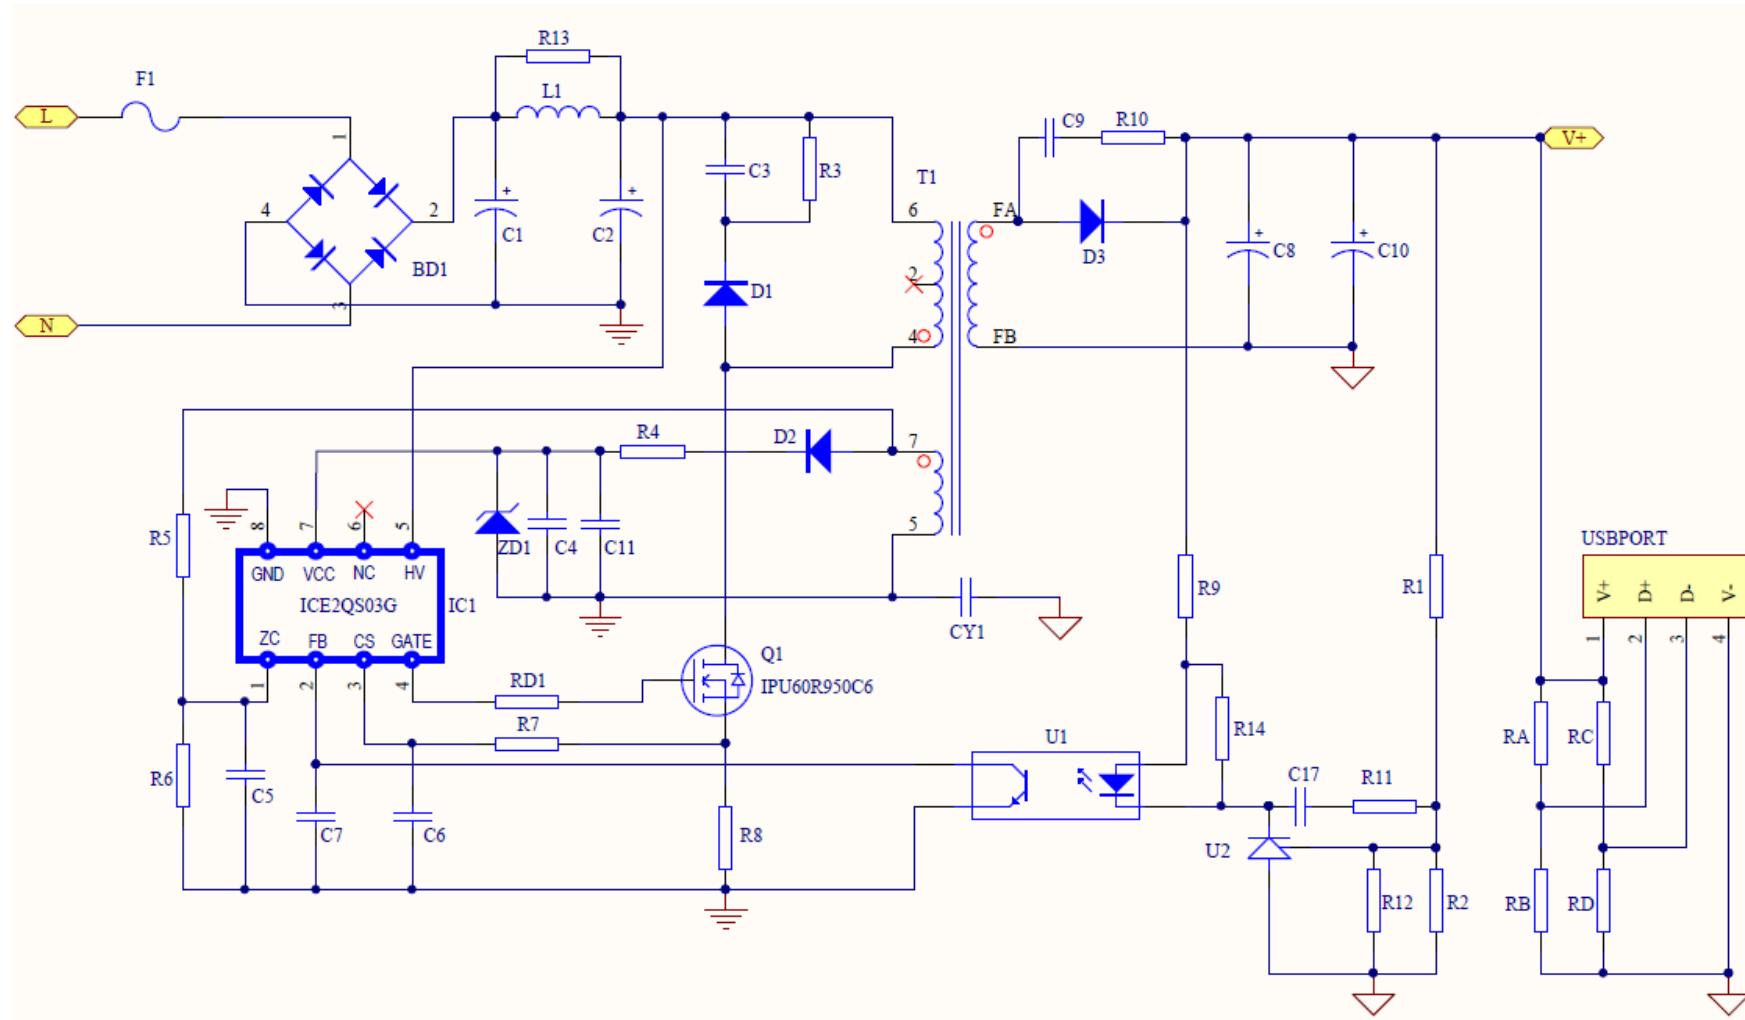 R13
F1
L1
L
1
C9
R10
V+
C3
R3
T1
4
2
+
+
6
FA
C1
C2
+
+
BD1
D3
C8
C10
2
D1
3
N
4
FB
R4
D2
7
R5
8
7
6
5
ZD1
C4
C11
5
USBPORT
GND
VCC
NC
HV
ICE2QS03G
IC1
R9
R1
V+
D+
D-
V-
CY1
ZC
FB
CS
GATE
1
2
3
4
1
2
3
4
Q1
IPU60R950C6
RD1
R7
R14
U1
RA
RC
R6
C5
C17
R11
C7
C6
R8
U2
R12
R2
RB
RD